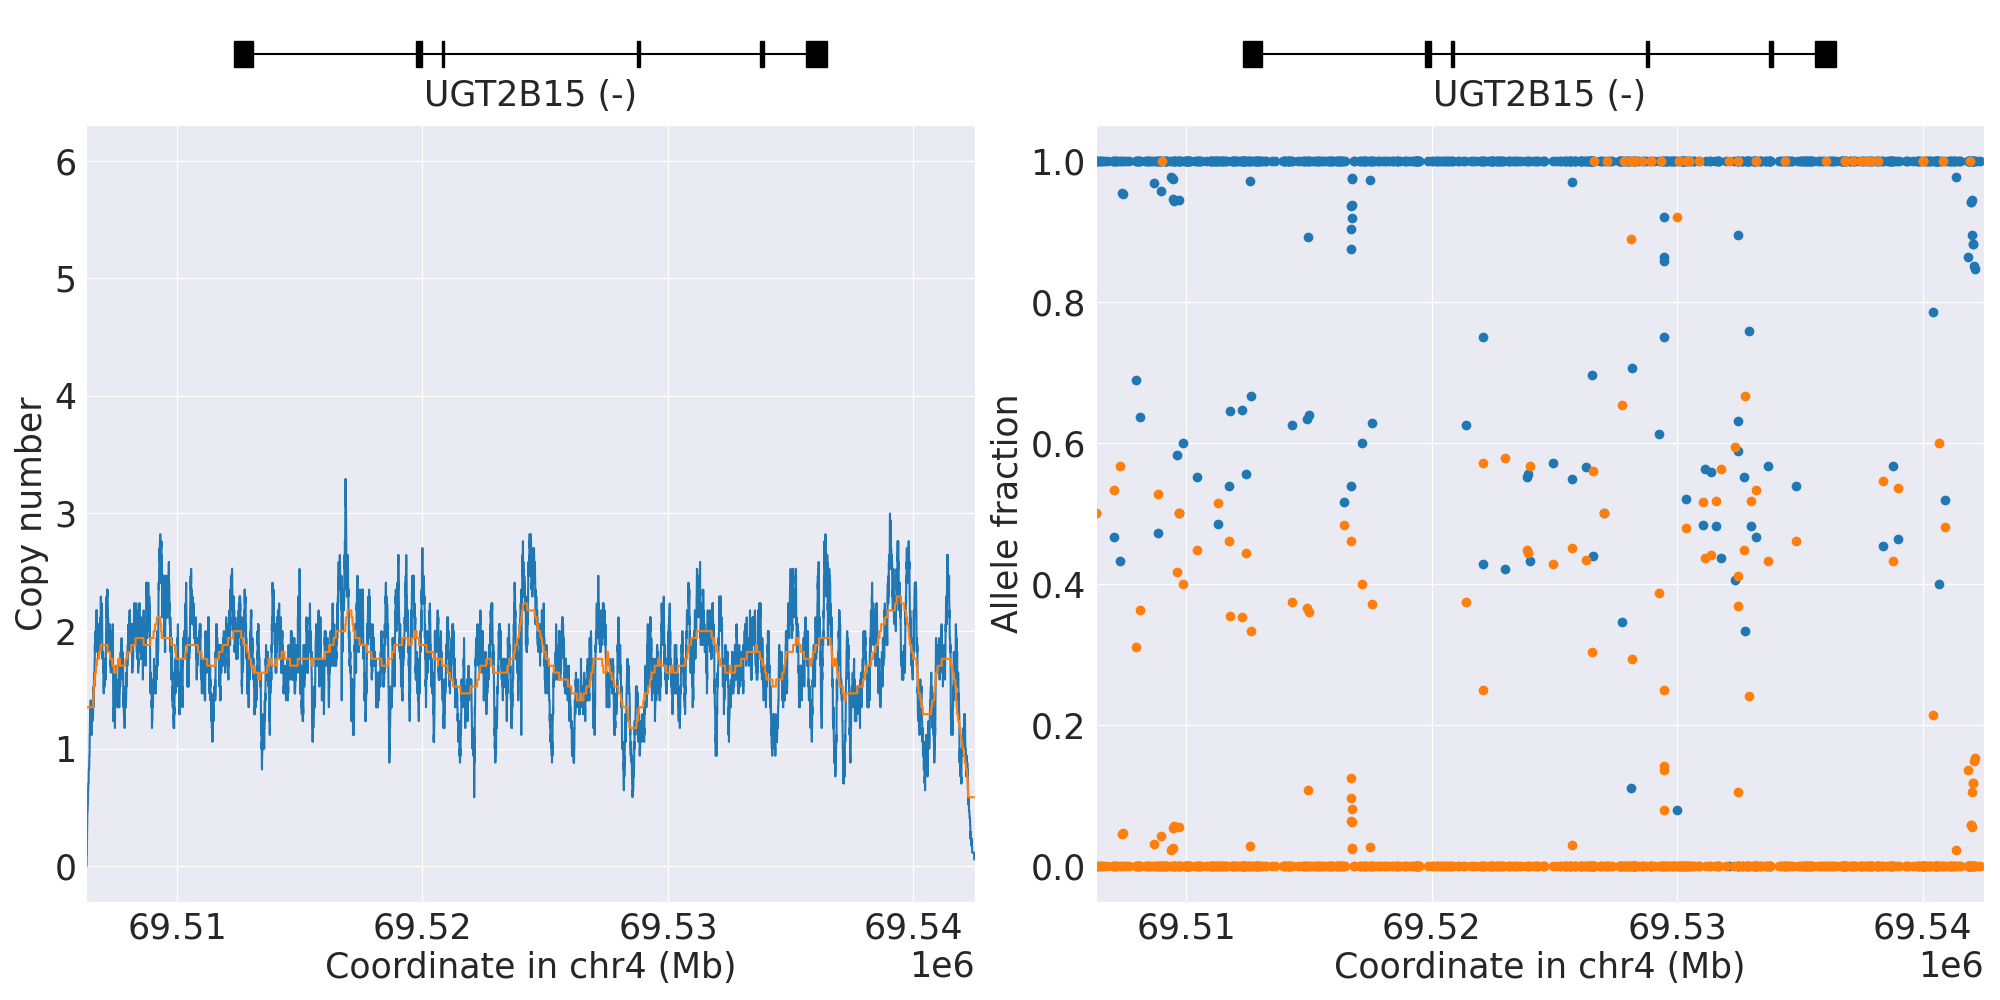 UGT2B15 (-)
UGT2B15 (-)
Copy number
6
5
4
3
2
1
0
69.51
69.52
69.53
69.54
Coordinate in chr4 (Mb)
1e6
Allele fraction
1.0
0.8
0.6
0.4
0.2
0.0
69.51
69.52
69.53
69.54
Coordinate in chr4 (Mb)
1e6